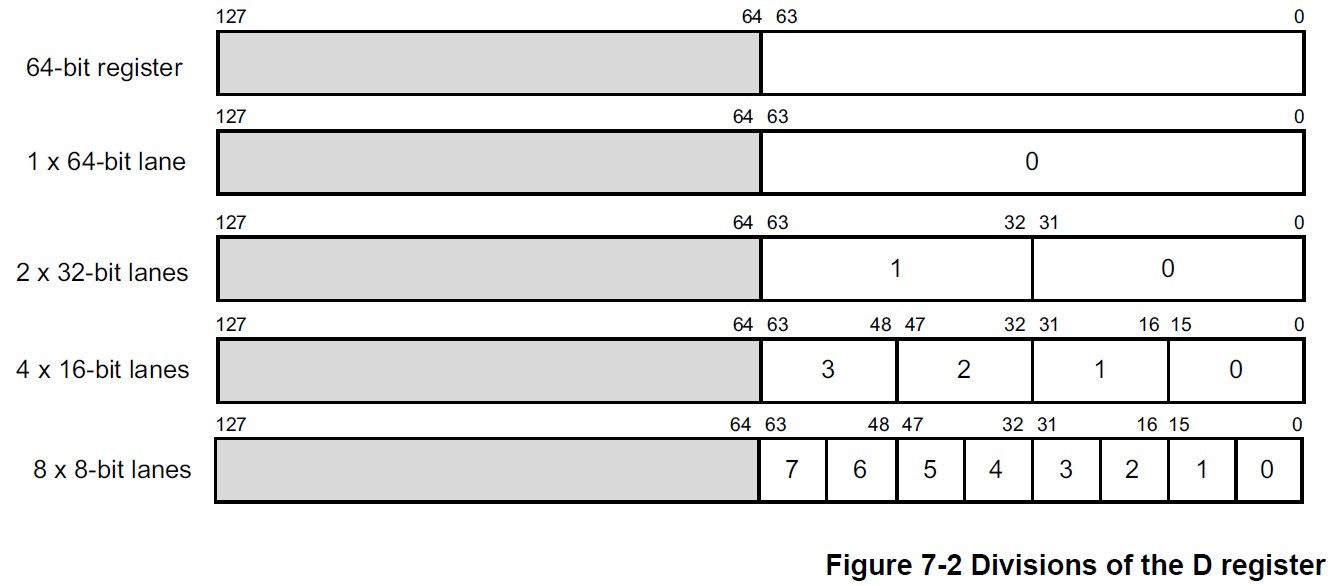 127 64 63 0
64-bit register
127 64 63 0
1 x 64-bit lane 0
127 64 63 32 31 0
2 x 32-bit lanes 1 0
127 64 63 48 47 32 31 16 15 0
4 x 16-bit lanes 3 2 1 0
127 64 63 48 47 32 31 16 15 0
8 x 8-bit lanes 7 6 5 4 3 2 1 0
Figure 7-2 Divisions of the D register